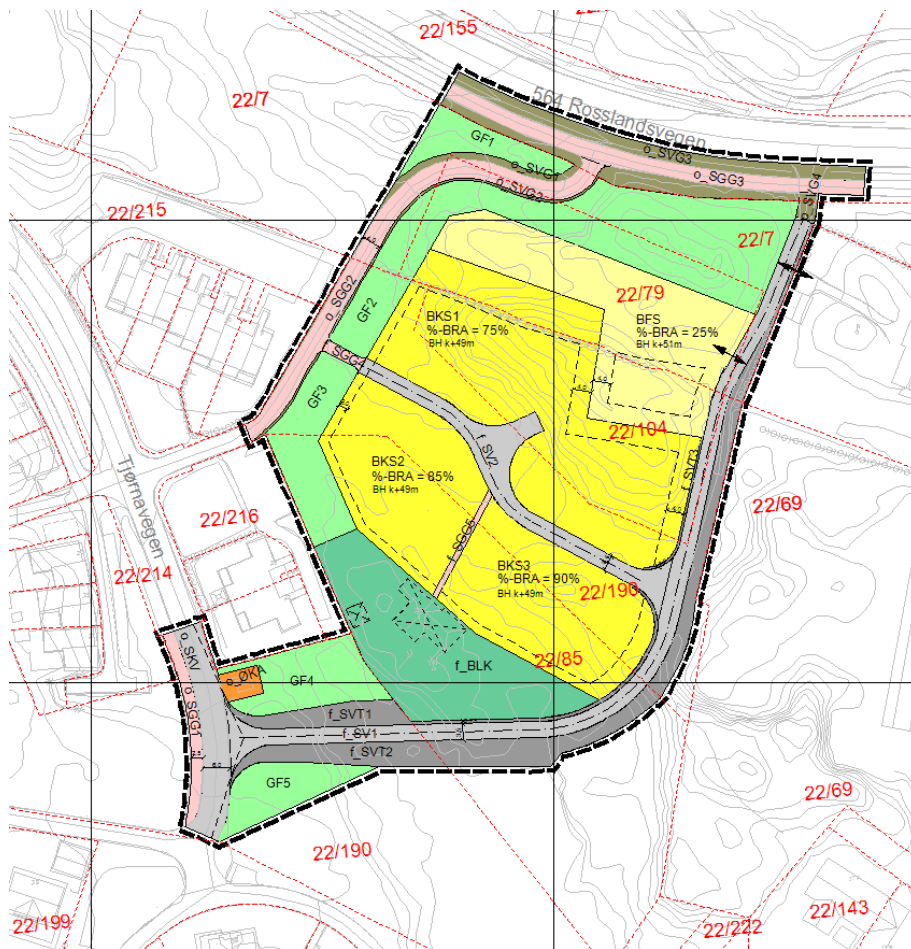 22/155
22/7
564 Rosslandsvegen
GF1
o_SVG1
o_SVG3
o_SGG3
o_SVG2
o_SVG4
22/215
22/7
o_SGG2
GF2
22/79
BKS1
%-BRA = 75%
BH k+49m
BFS
%-BRA = 25%
BH k+51m
SGG4
GF3
22/104
f_SV2
f_SVT3
BKS2
%-BRA = 85%
BH k+49m
Tjørnavegen
22/216
22/69
f_SGG5
BKS3
%-BRA = 90%
BH k+49m
22/214
22/190
o_SKV
f_BLK
22/85
o_ØK
GF4
o_SGG1
f_SVT1
f_SV1
f_SVT2
GF5
22/69
22/190
22/199
22/222
22/143